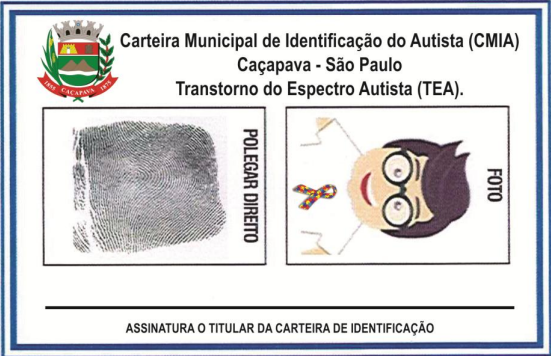 Carteira Municipal de Identificação do Autista (CMIA)
Caçapava - São Paulo
Transtorno do Espectro Autista (TEA).
1855 CAÇAPAVA 1875
POLEGAR DIREITO
FOTO
ASSINATURA O TITULAR DA CARTEIRA DE IDENTIFICAÇÃO